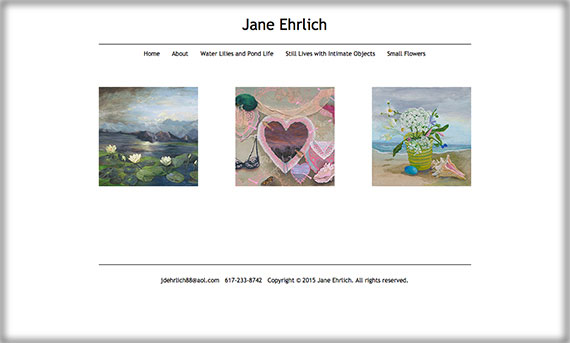 Jane Ehrlich
Home About Water Lilies and Pond Life Still Lives with Intimate Objects Small Flowers
jdehrlich88@aol.com 617-233-8742 Copyright © 2015 Jane Ehrlich. All rights reserved.